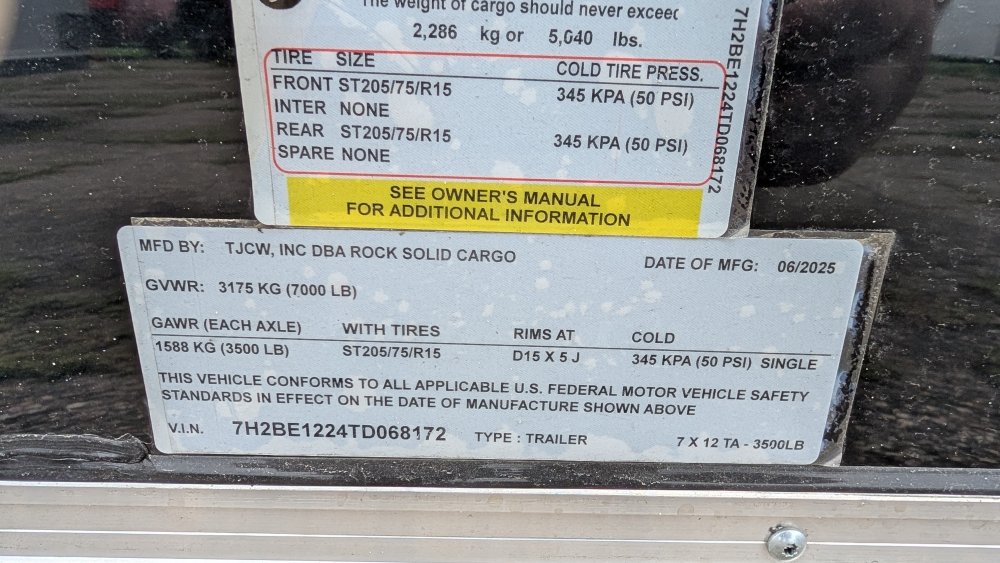 The weight of cargo should never exceed
2,286 kg or 5,040 lbs.
TIRE SIZE COLD TIRE PRESS.
FRONT ST205/75/R15 345 KPA (50 PSI)
INTER NONE
REAR ST205/75/R15 345 KPA (50 PSI)
SPARE NONE
7H2BE1224TD068172
SEE OWNER'S MANUAL
FOR ADDITIONAL INFORMATION
MFD BY: TJCW, INC DBA ROCK SOLID CARGO DATE OF MFG: 06/2025
GVWR: 3175 KG (7000 LB)
GAWR (EACH AXLE) WITH TIRES RIMS AT COLD
1588 KG (3500 LB) ST205/75/R15 D15 X 5 J 345 KPA (50 PSI) SINGLE
THIS VEHICLE CONFORMS TO ALL APPLICABLE U.S. FEDERAL MOTOR VEHICLE SAFETY
STANDARDS IN EFFECT ON THE DATE OF MANUFACTURE SHOWN ABOVE
V.I.N. 7H2BE1224TD068172 TYPE : TRAILER 7 X 12 TA - 3500LB